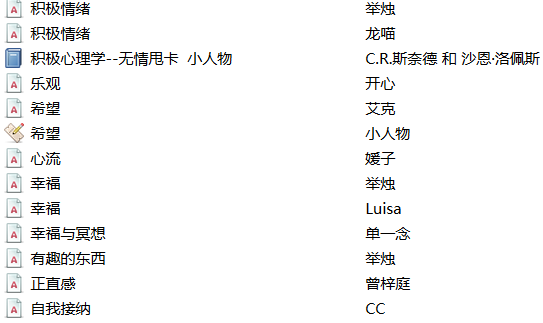 积极情绪 举烛
积极情绪 龙喵
积极心理学--无情甩卡 小人物 C.R.斯奈德 和 沙恩·洛佩斯
乐观 开心
希望 艾克
希望 小人物
心流 媛子
幸福 举烛
幸福 Luisa
幸福与冥想 单一念
有趣的东西 举烛
正直感 曾梓庭
自我接纳 CC